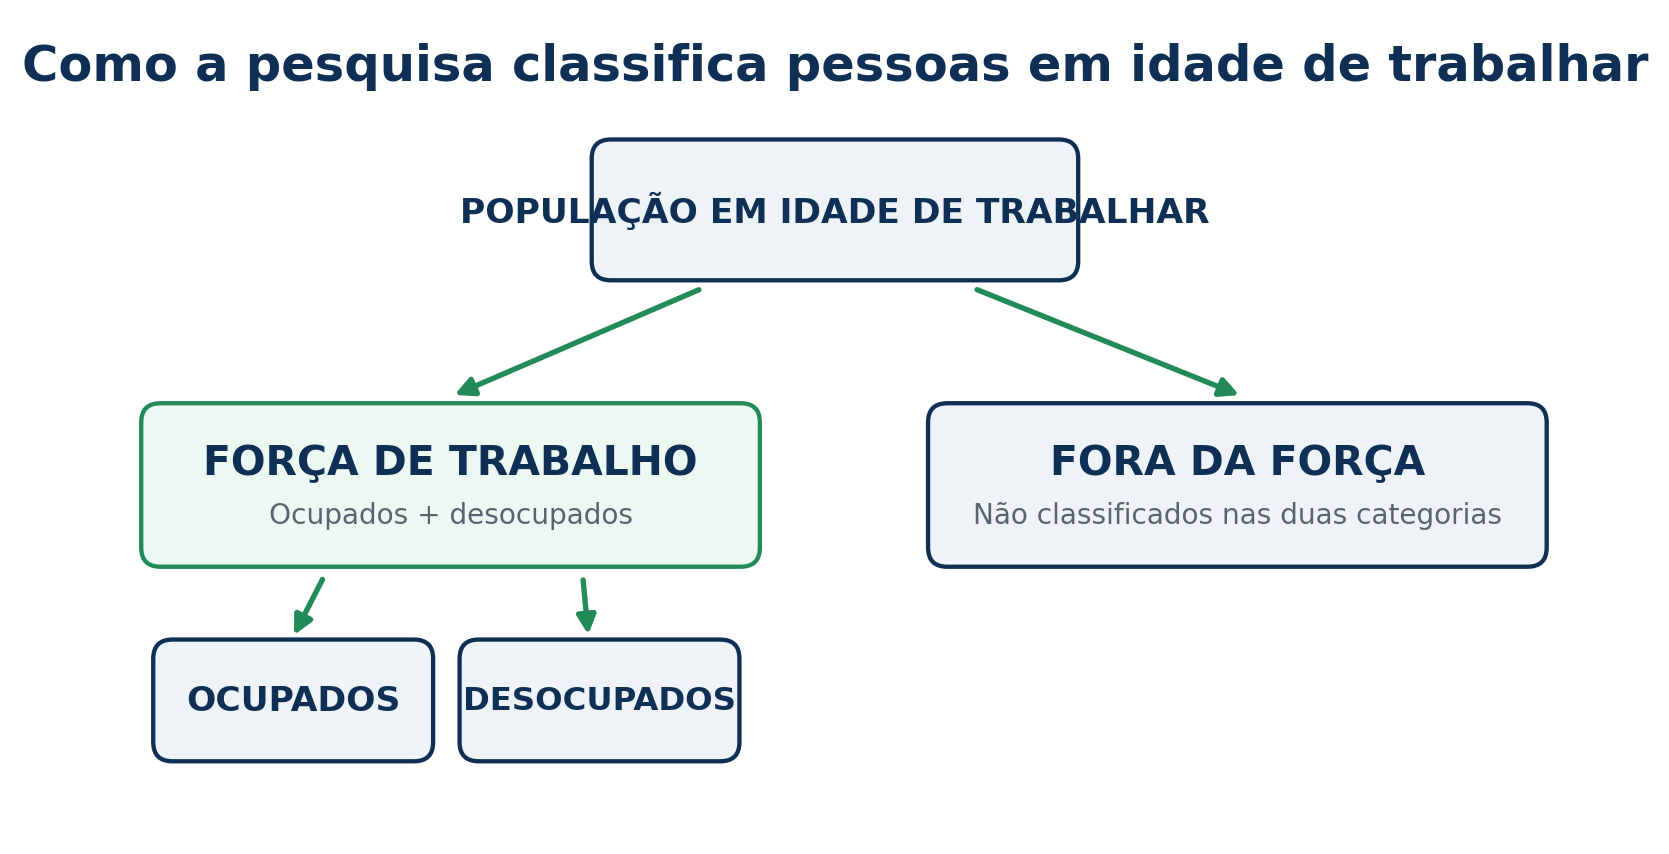 Como a pesquisa classifica pessoas em idade de trabalhar
POPULAÇÃO EM IDADE DE TRABALHAR
FORÇA DE TRABALHO
Ocupados + desocupados
FORA DA FORÇA
Não classificados nas duas categorias
OCUPADOS
DESOCUPADOS